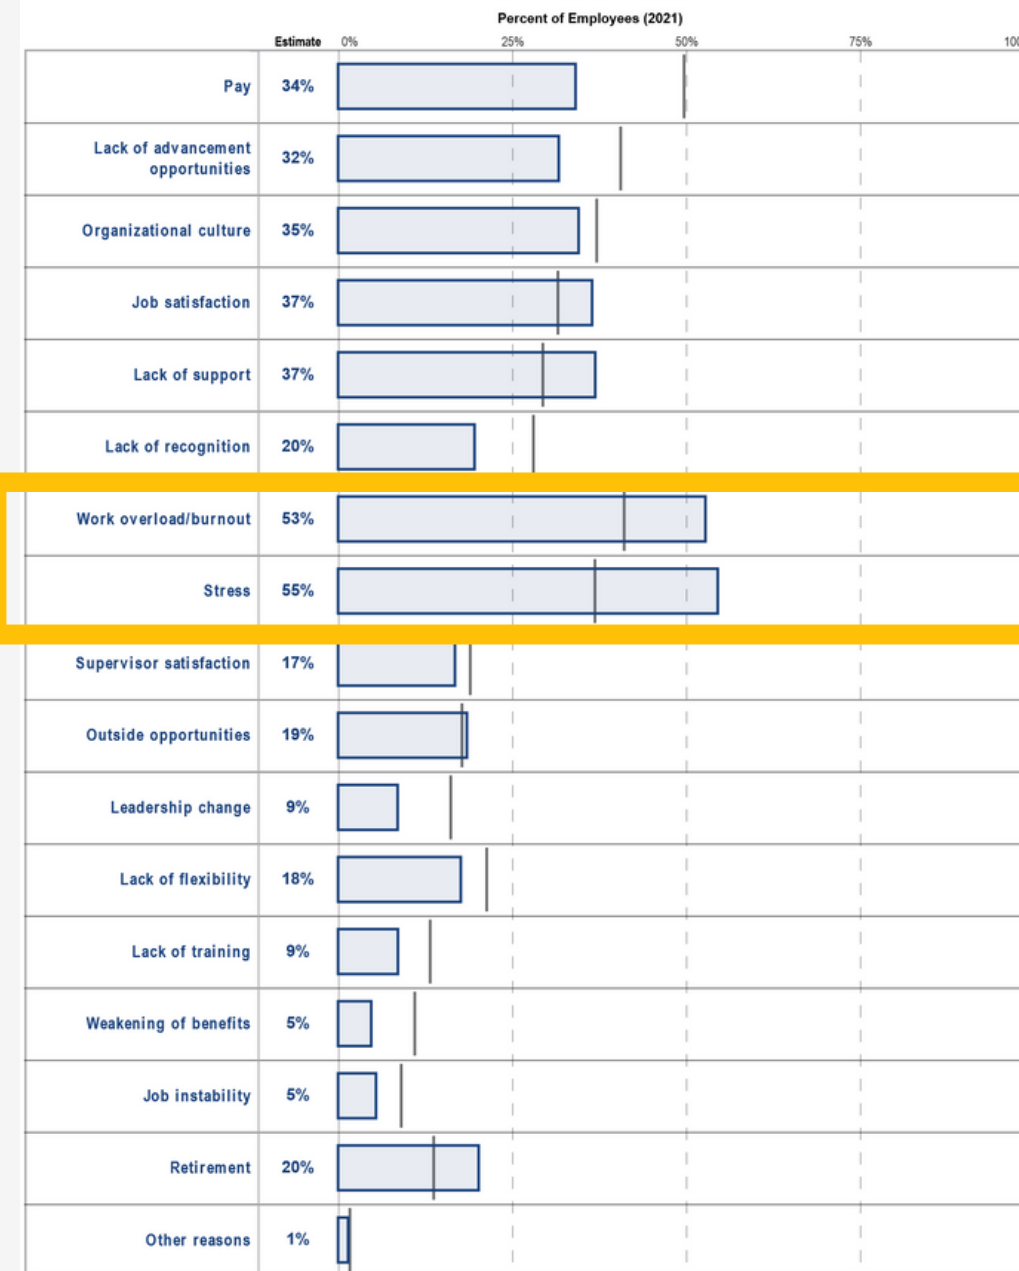 Percent of Employees (2021)
Estimate 0% 25% 50% 75% 100
Pay 34%
Lack of advancement
opportunities 32%
Organizational culture 35%
Job satisfaction 37%
Lack of support 37%
Lack of recognition 20%
Work overload/burnout 53%
Stress 55%
Supervisor satisfaction 17%
Outside opportunities 19%
Leadership change 9%
Lack of flexibility 18%
Lack of training 9%
Weakening of benefits 5%
Job instability 5%
Retirement 20%
Other reasons 1%